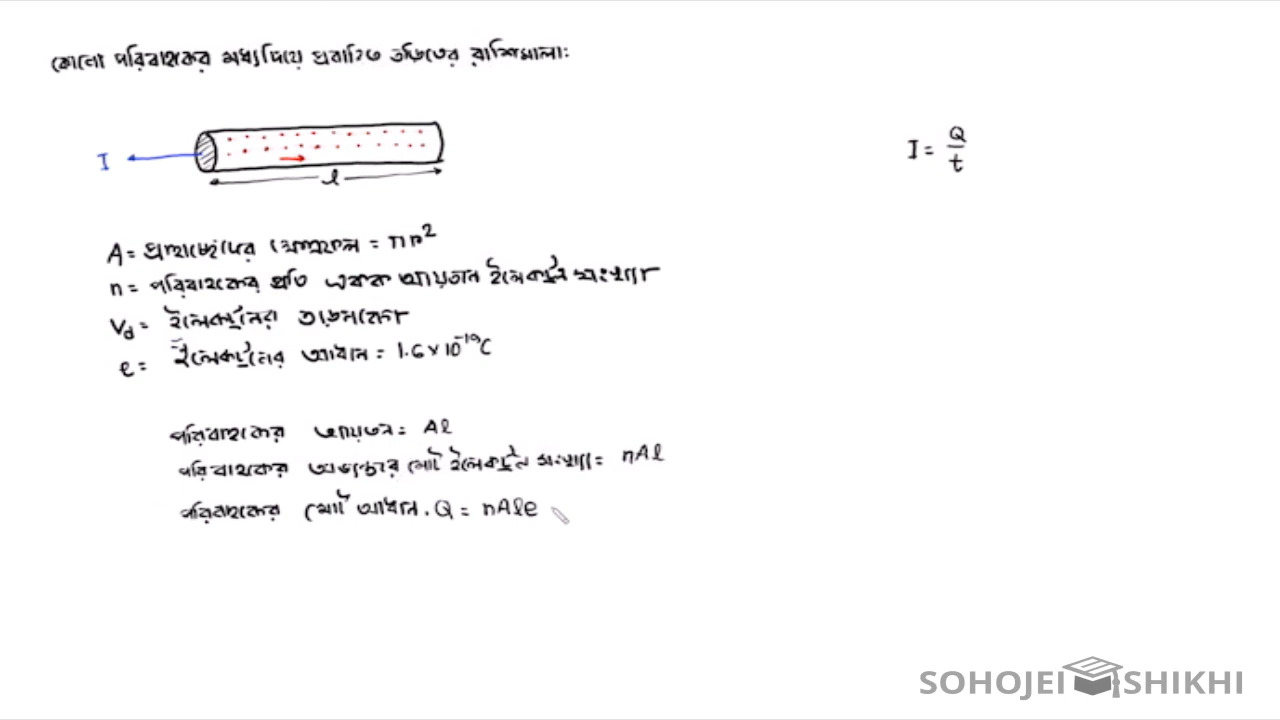 কোনো পরিবাহকের মধ্যদিয়ে প্রবাহিত তড়িতের রাশিমালা:
I
l
I = Q/t
A = প্রস্থচ্ছেদের ক্ষেত্রফল = πr²
n = পরিবাহকের প্রতি একক আয়তনে ইলেকট্রন সংখ্যা
Vd = ইলেকট্রনের তাড়নবেগ
e = ইলেকট্রনের আধান = 1.6 × 10⁻¹⁹C
পরিবাহকের আয়তন = Al
পরিবাহকের অভ্যন্তরে মোট ইলেকট্রন সংখ্যা = nAl
পরিবাহকের মোট আধান, Q = nAle
SOHOJEI SHIKHI